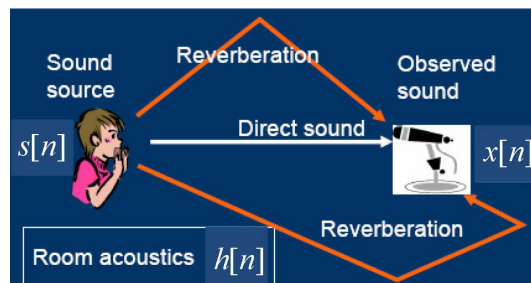 Reverberation
Sound source
Observed sound
s[n]
Direct sound
x[n]
Reverberation
Room acoustics h[n]